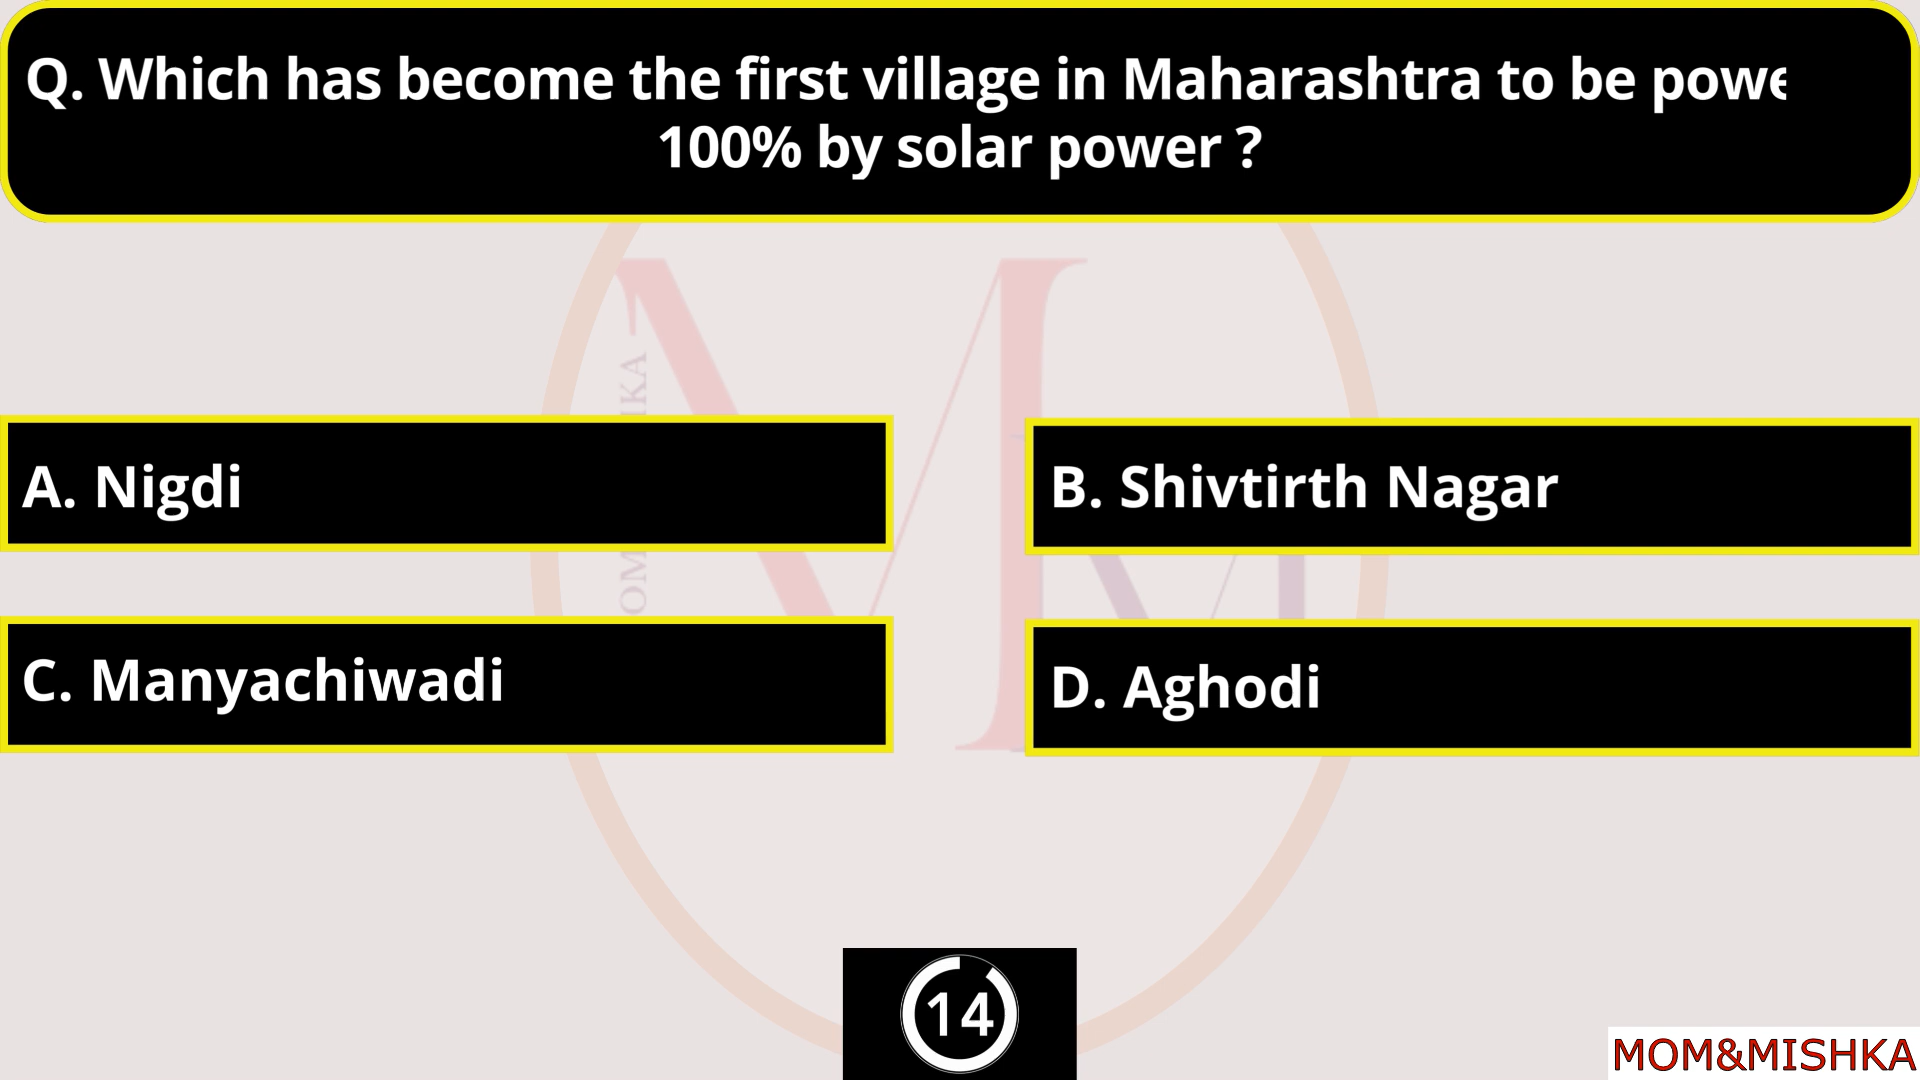 Q. Which has become the first village in Maharashtra to be powe
100% by solar power ?
A. Nigdi
B. Shivtirth Nagar
C. Manyachiwadi
D. Aghodi
14
MOM&MISHKA